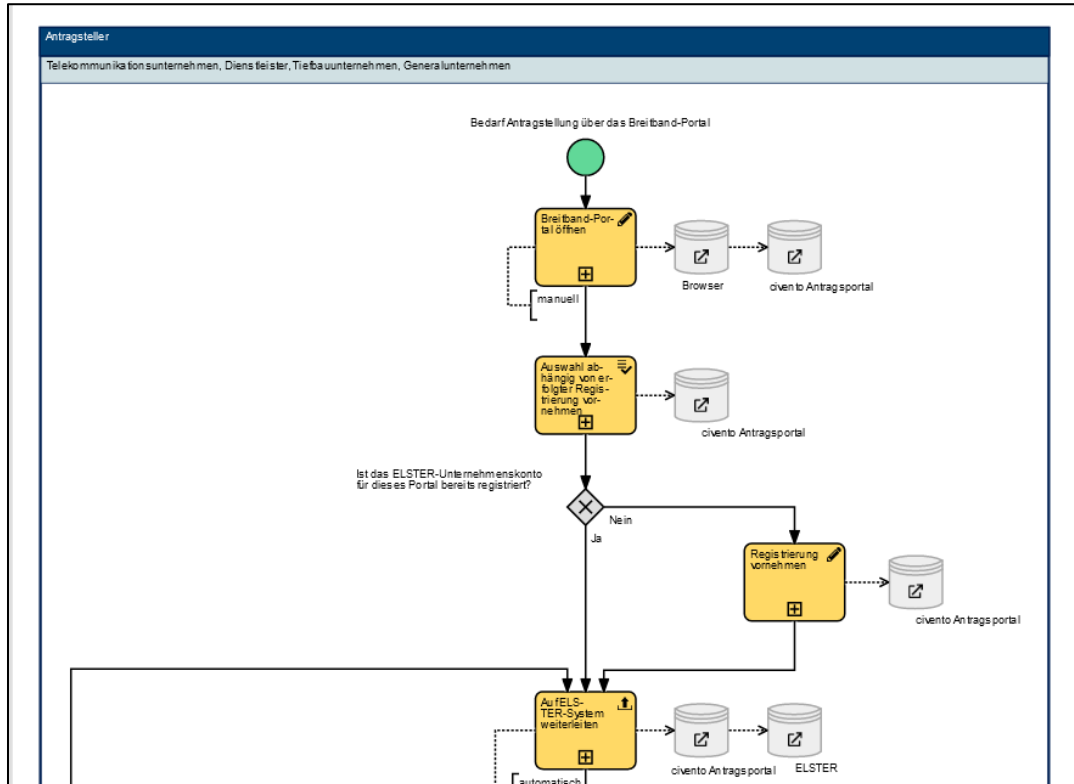 Antragsteller
Telekommunikationsunternehmen, Dienstleister, Tiefbauunternehmen, Generalunternehmen
Bedarf Antragstellung über das Breitband-Portal
Breitband-Por-
tal öffnen
manuell
Browser
civento Antragsportal
Auswahl ab-
hängig von er-
folgter Regis-
trierung vor-
nehmen
civento Antragsportal
Ist das ELSTER-Unternehmenskonto
für dieses Portal bereits registriert?
Nein
Ja
Registrierung
vornehmen
civento Antragsportal
Auf ELS-
TER-System
weiterleiten
automatisch
civento Antragsportal
ELSTER